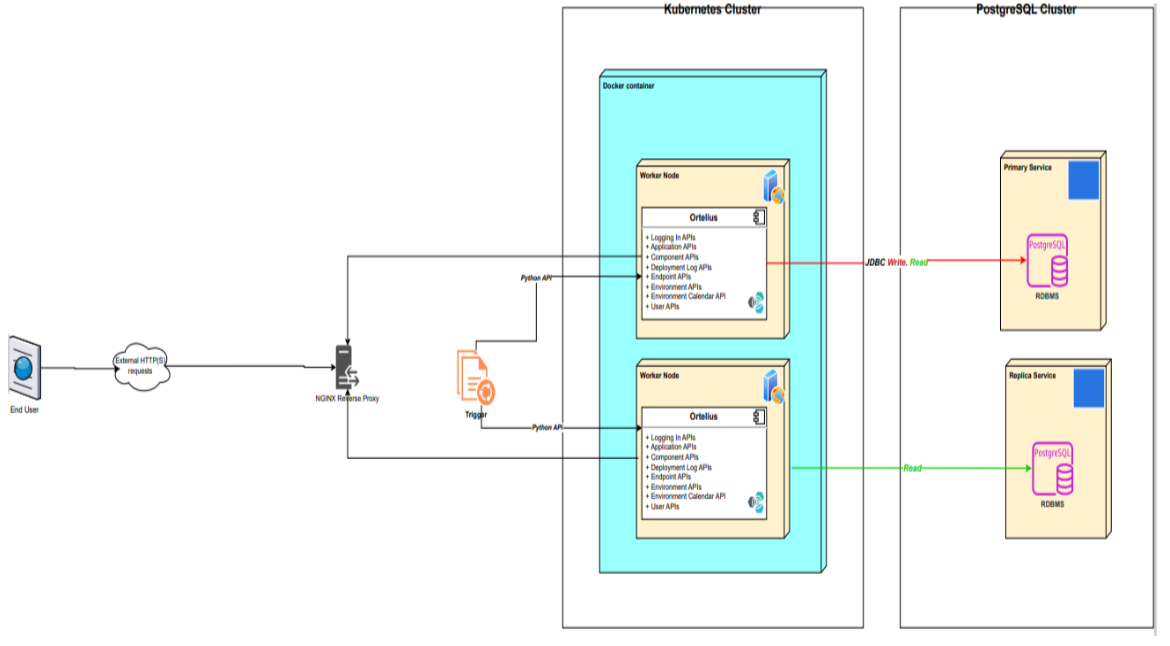 Kubernetes Cluster
PostgreSQL Cluster
Docker container
Worker Node
Ortelius
+ Logging In APIs
+ Application APIs
+ Component APIs
+ Deployment Log APIs
+ Endpoint APIs
+ Environment APIs
+ Environment Calendar API
+ User APIs
Primary Service
PostgreSQL
RDBMS
JDBC Write. Read
Python API
External HTTP(S)
requests
End User
NGINX Reverse Proxy
Trigger
Python API
Worker Node
Ortelius
+ Logging In APIs
+ Application APIs
+ Component APIs
+ Deployment Log APIs
+ Endpoint APIs
+ Environment APIs
+ Environment Calendar API
+ User APIs
Read
Replica Service
PostgreSQL
RDBMS